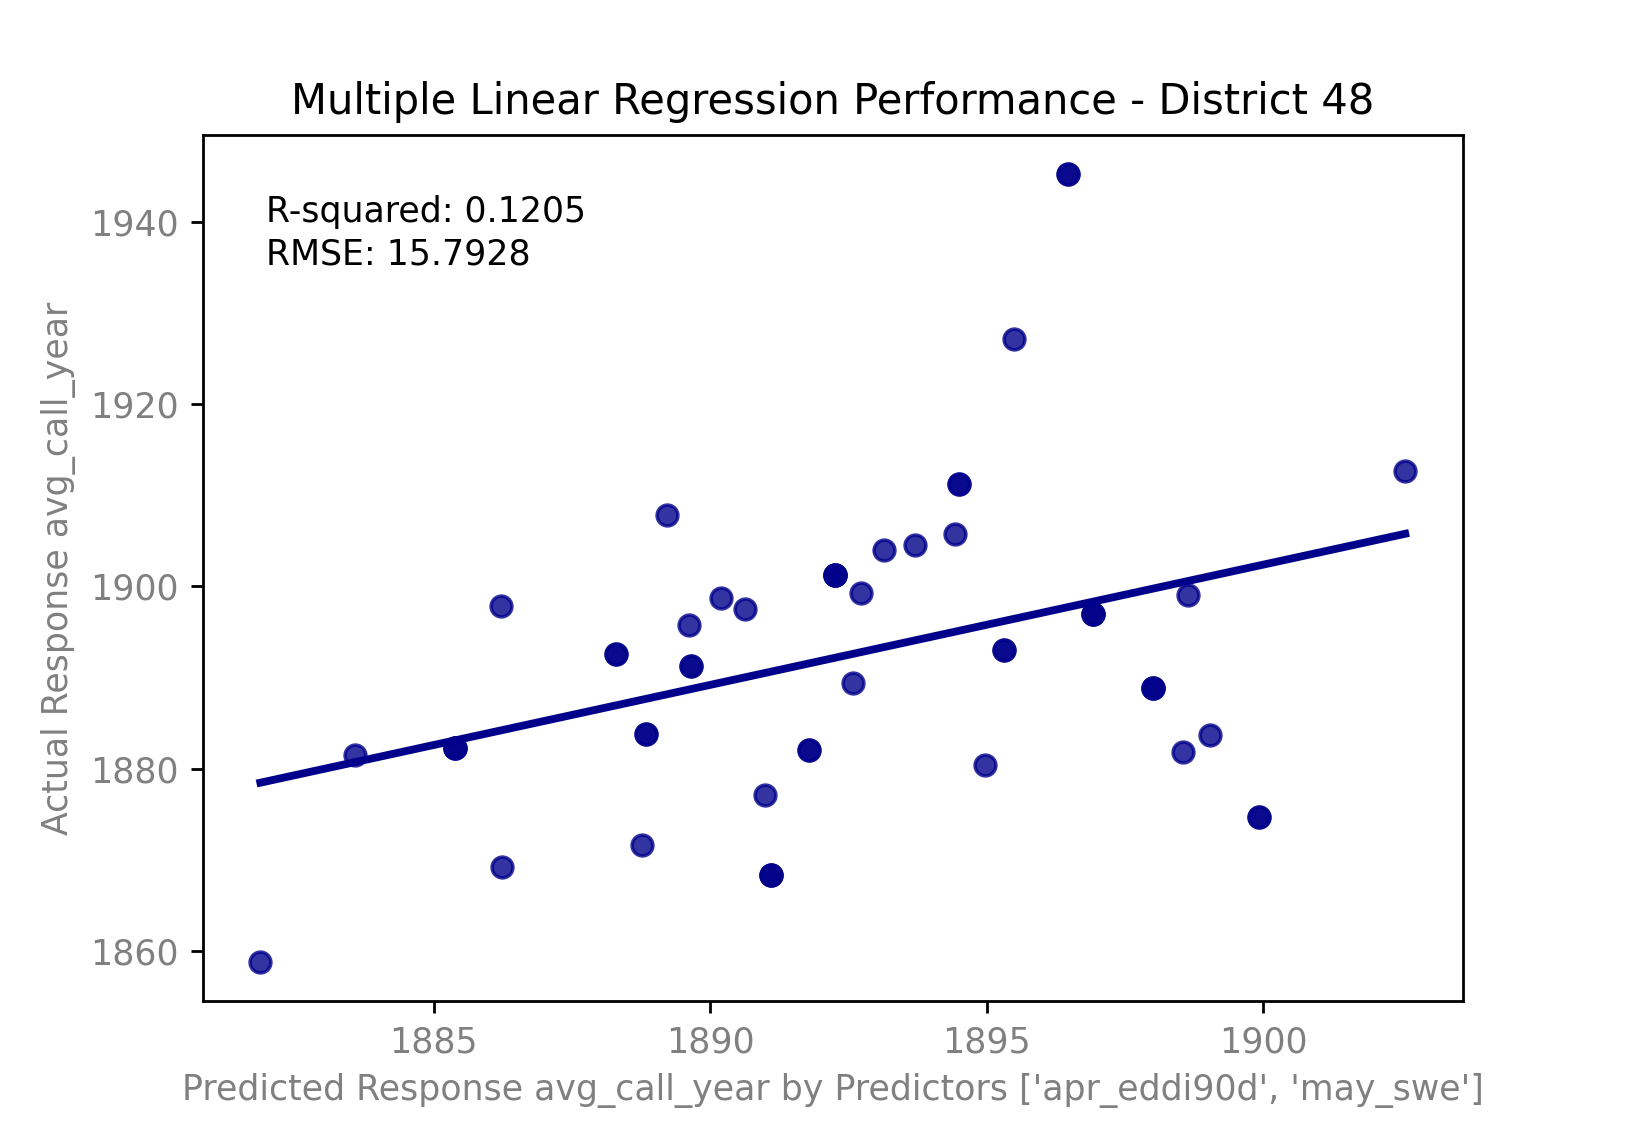 Multiple Linear Regression Performance - District 48
R-squared: 0.1205
RMSE: 15.7928
Actual Response avg_call_year
1940
1920
1900
1880
1860
1885 1890 1895 1900
Predicted Response avg_call_year by Predictors ['apr_eddi90d', 'may_swe']